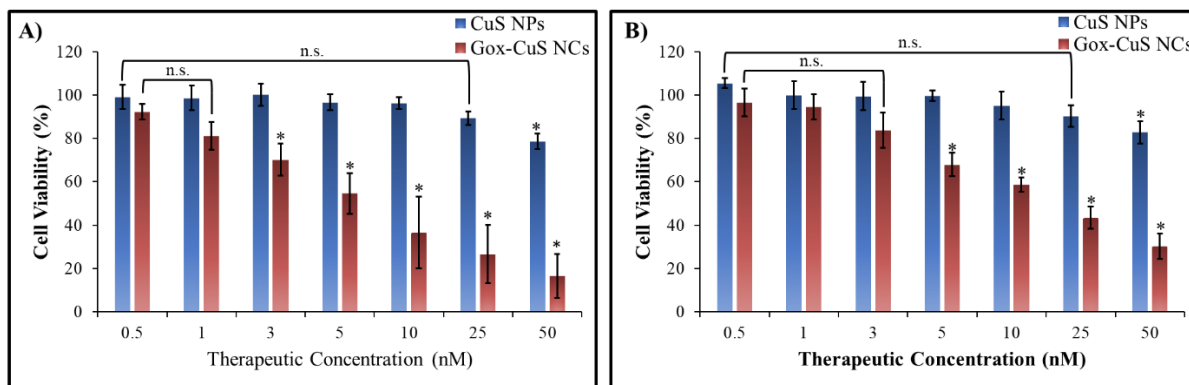 A)
CuS NPs
Gox-CuS NCs
n.s.
n.s.
120
100
80
60
40
20
0
Cell Viability (%)
* * * * * *
0.5 1 3 5 10 25 50
Therapeutic Concentration (nM)
B)
CuS NPs
Gox-CuS NCs
n.s.
n.s.
120
100
80
60
40
20
0
Cell Viability (%)
* * * * *
0.5 1 3 5 10 25 50
Therapeutic Concentration (nM)